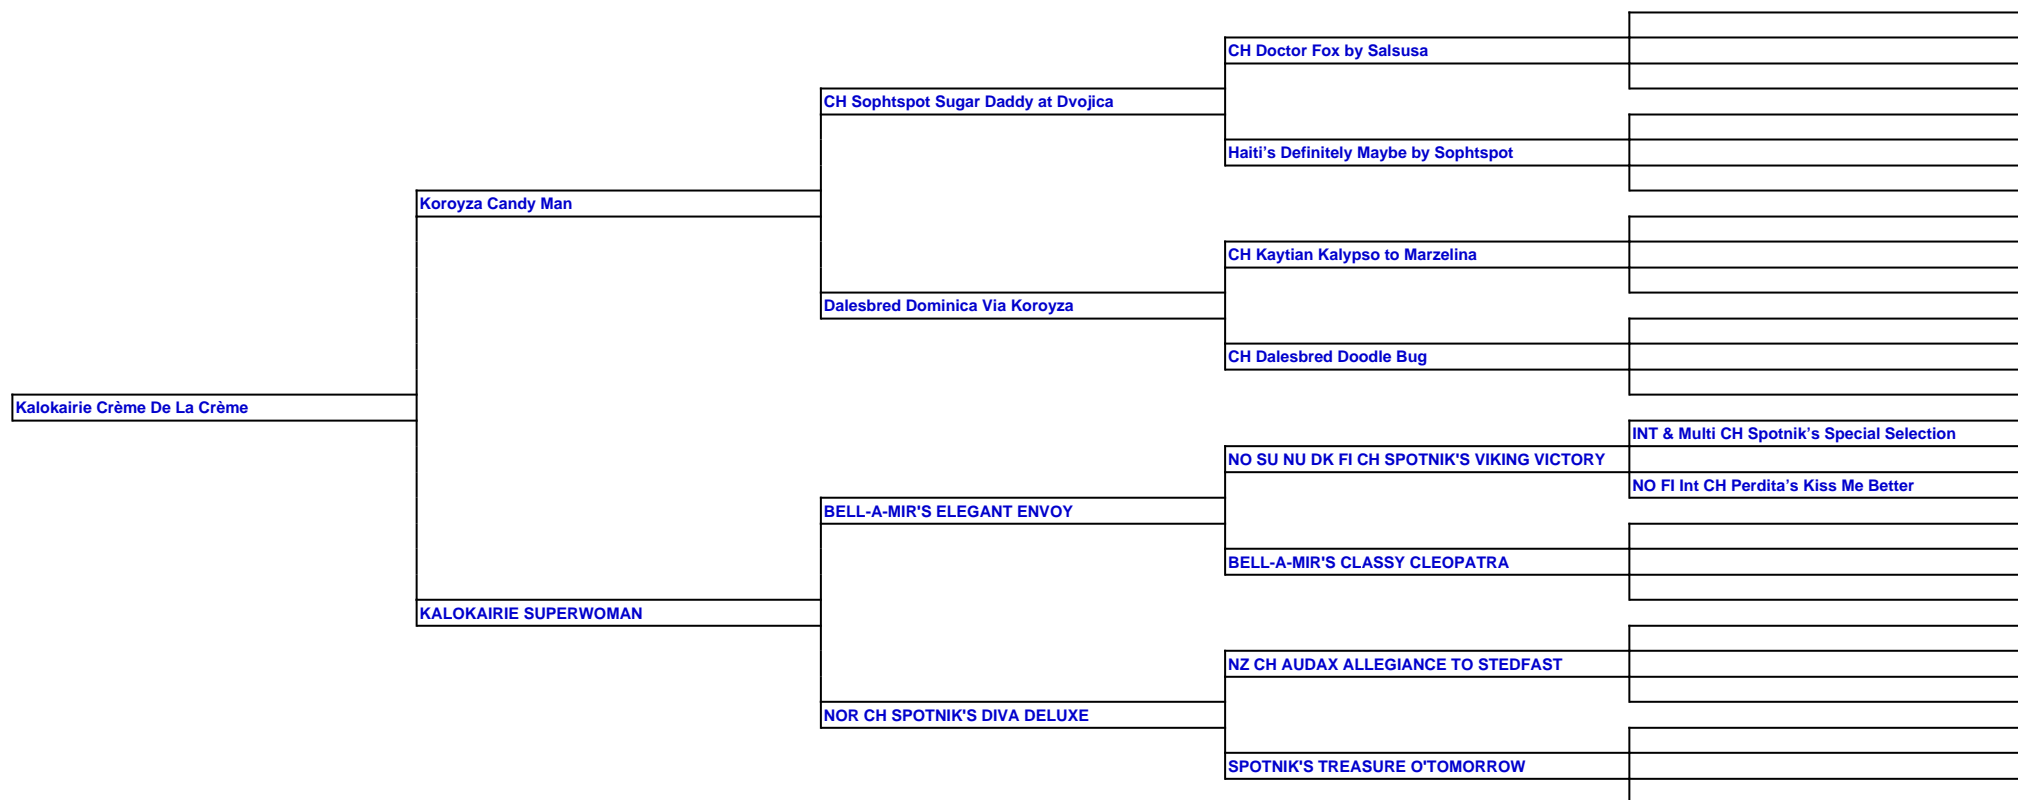 CH Doctor Fox by Salsusa
CH Sophtspot Sugar Daddy at Dvojica
Haiti’s Definitely Maybe by Sophtspot
Koroyza Candy Man
CH Kaytian Kalypso to Marzelina
Dalesbred Dominica Via Koroyza
CH Dalesbred Doodle Bug
Kalokairie Crème De La Crème
INT & Multi CH Spotnik’s Special Selection
NO SU NU DK FI CH SPOTNIK'S VIKING VICTORY
NO FI Int CH Perdita’s Kiss Me Better
BELL-A-MIR'S ELEGANT ENVOY
BELL-A-MIR'S CLASSY CLEOPATRA
KALOKAIRIE SUPERWOMAN
NZ CH AUDAX ALLEGIANCE TO STEDFAST
NOR CH SPOTNIK'S DIVA DELUXE
SPOTNIK'S TREASURE O'TOMORROW